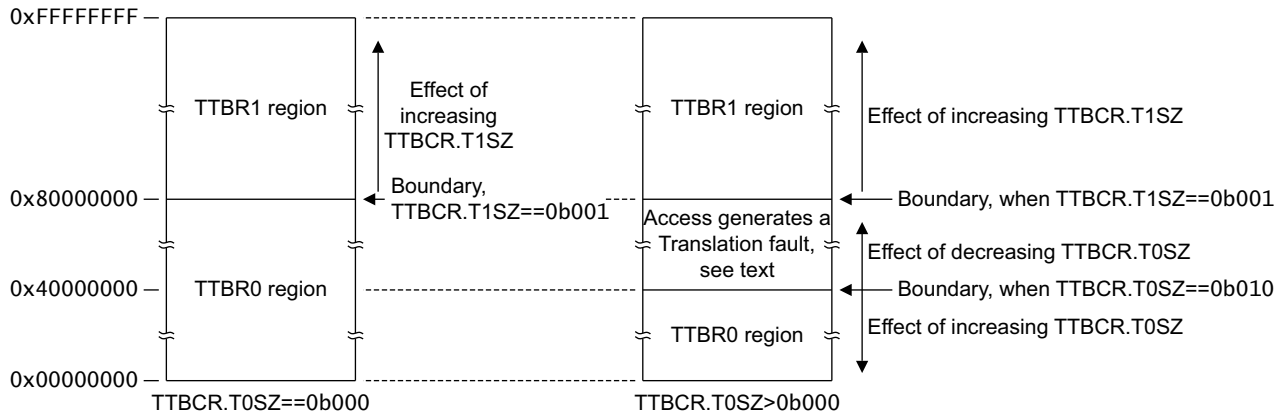 0xFFFFFFFF
TTBR1 region
Effect of
increasing
TTBCR.T1SZ
TTBR1 region
Effect of increasing TTBCR.T1SZ
0x80000000
Boundary,
TTBCR.T1SZ==0b001
Boundary, when TTBCR.T1SZ==0b001
Access generates a
Translation fault,
see text
Effect of decreasing TTBCR.T0SZ
0x40000000
TTBR0 region
Boundary, when TTBCR.T0SZ==0b010
TTBR0 region
Effect of increasing TTBCR.T0SZ
0x00000000
TTBCR.T0SZ==0b000
TTBCR.T0SZ>0b000